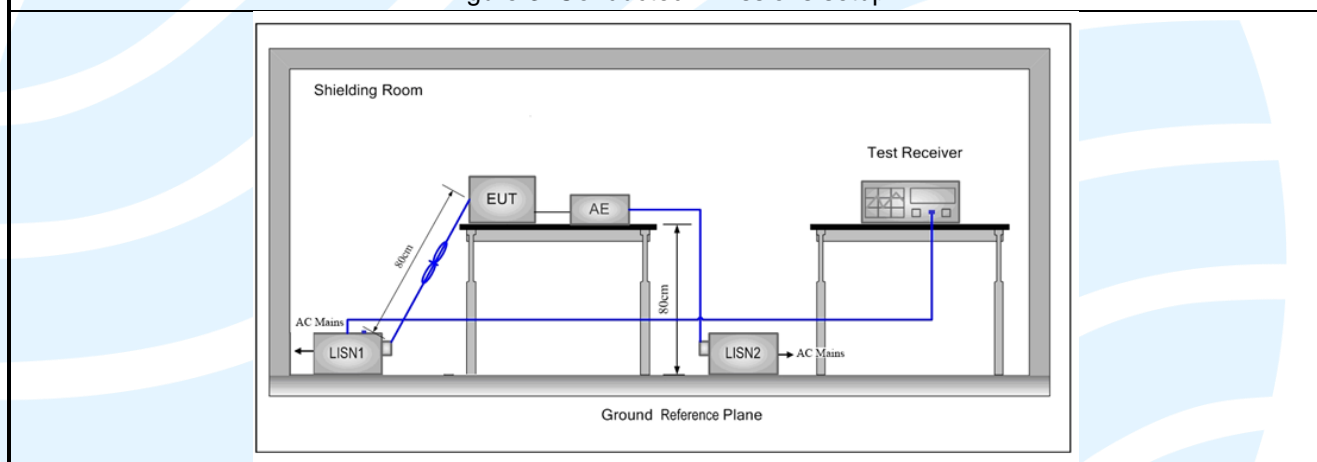 Shielding Room
Test Receiver
EUT
AE
80cm
80cm
AC Mains
LISN1
LISN2
AC Mains
Ground Reference Plane